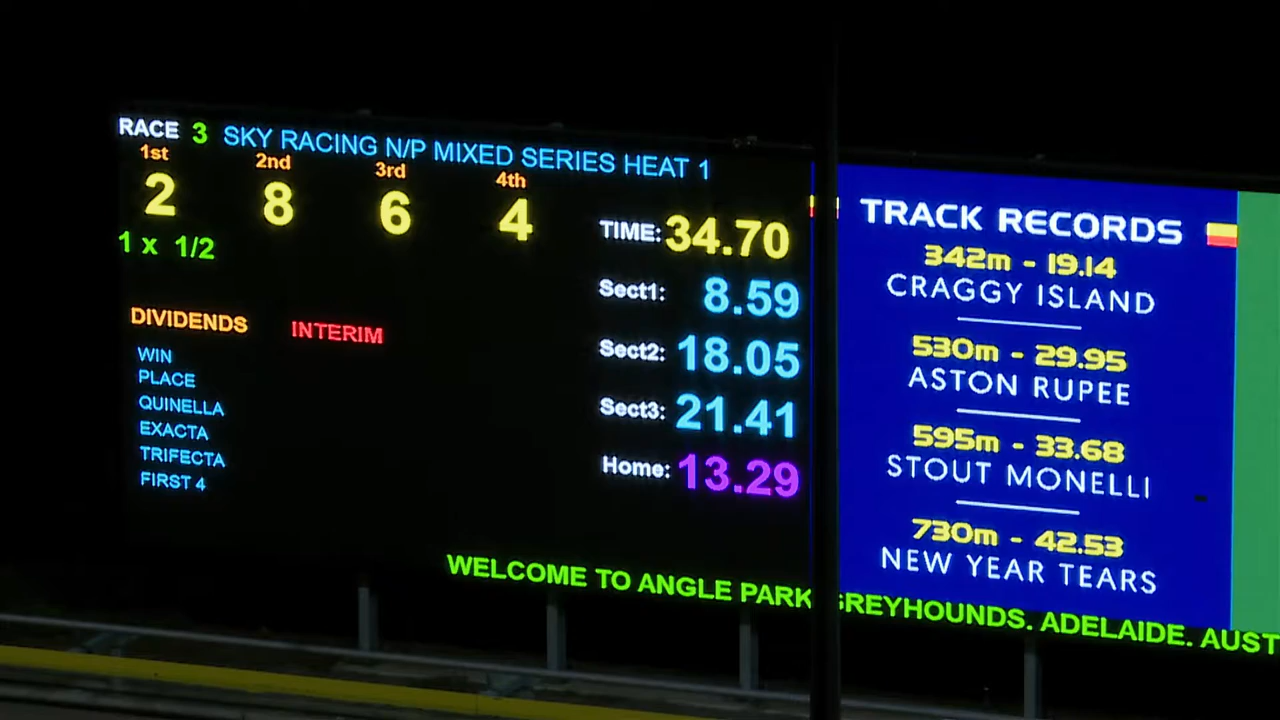 RACE 3 SKY RACING N/P MIXED SERIES HEAT 1
1st 2nd 3rd 4th
2 8 6 4
1 x 1/2
TIME: 34.70
Sect1: 8.59
Sect2: 18.05
Sect3: 21.41
Home: 13.29
DIVIDENDS INTERIM
WIN
PLACE
QUINELLA
EXACTA
TRIFECTA
FIRST 4
TRACK RECORDS
342m - 19.14
CRAGGY ISLAND
530m - 29.95
ASTON RUPEE
595m - 33.68
STOUT MONELLI
730m - 42.53
NEW YEAR TEARS
WELCOME TO ANGLE PARK GREYHOUNDS. ADELAIDE. AUST